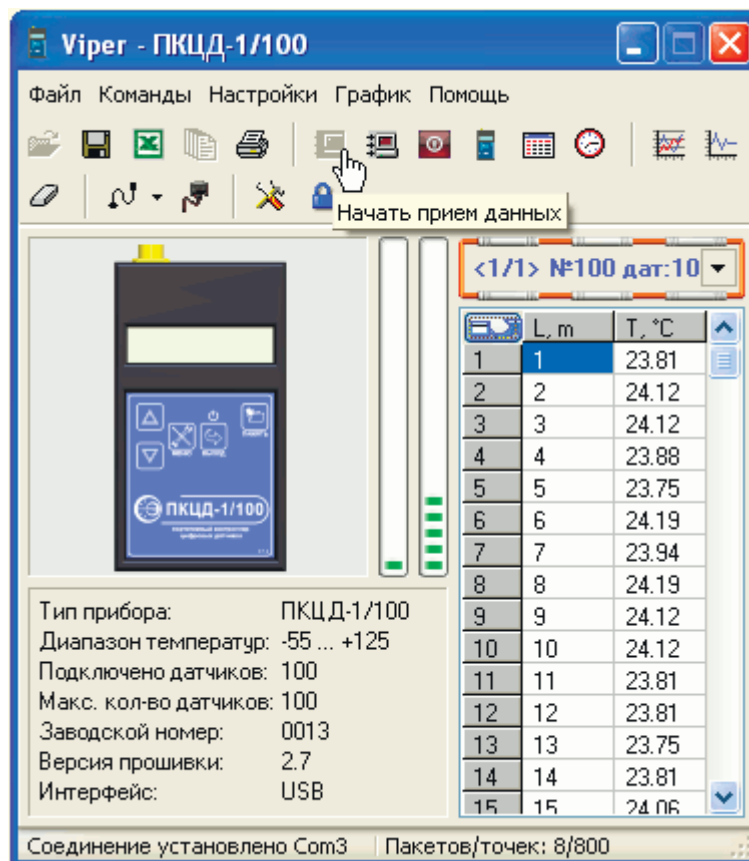 Viper - ПКЦД-1/100
Файл Команды Настройки График Помощь
Начать прием данных
<1/1> №100 дат:10
L, m T, °C
1 1 23.81
2 2 24.12
3 3 24.12
4 4 23.88
5 5 23.75
6 6 24.19
7 7 23.94
8 8 24.19
9 9 24.12
10 10 24.12
11 11 23.81
12 12 23.81
13 13 23.75
14 14 23.81
15 15 24.06
ПКЦД-1/100
Тип прибора: ПКЦД-1/100
Диапазон температур: -55 ... +125
Подключено датчиков: 100
Макс. кол-во датчиков: 100
Заводской номер: 0013
Версия прошивки: 2.7
Интерфейс: USB
Соединение установлено Com3 Пакетов/точек: 8/800